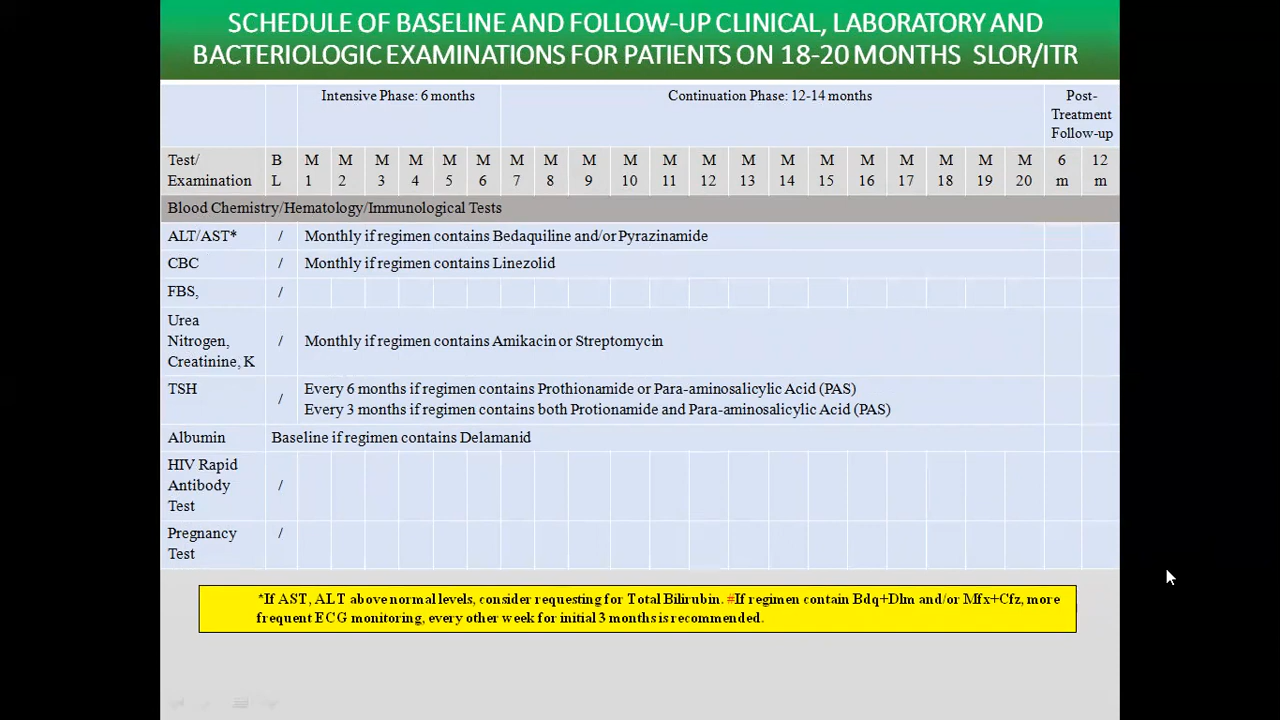 SCHEDULE OF BASELINE AND FOLLOW-UP CLINICAL, LABORATORY AND
BACTERIOLOGIC EXAMINATIONS FOR PATIENTS ON 18-20 MONTHS SLOR/ITR
Intensive Phase: 6 months Continuation Phase: 12-14 months Post-
Treatment
Follow-up
Test/ B M M M M M M M M M M M M M M M M M M M M 6 12
Examination L 1 2 3 4 5 6 7 8 9 10 11 12 13 14 15 16 17 18 19 20 m m
Blood Chemistry/Hematology/Immunological Tests
ALT/AST* / Monthly if regimen contains Bedaquiline and/or Pyrazinamide
CBC / Monthly if regimen contains Linezolid
FBS, /
Urea
Nitrogen, / Monthly if regimen contains Amikacin or Streptomycin
Creatinine, K
TSH / Every 6 months if regimen contains Prothionamide or Para-aminosalicylic Acid (PAS)
Every 3 months if regimen contains both Protionamide and Para-aminosalicylic Acid (PAS)
Albumin Baseline if regimen contains Delamanid
HIV Rapid
Antibody /
Test
Pregnancy /
Test
*If AST, ALT above normal levels, consider requesting for Total Bilirubin. #If regimen contain Bdq+Dlm and/or Mfx+Cfz, more
frequent ECG monitoring, every other week for initial 3 months is recommended.